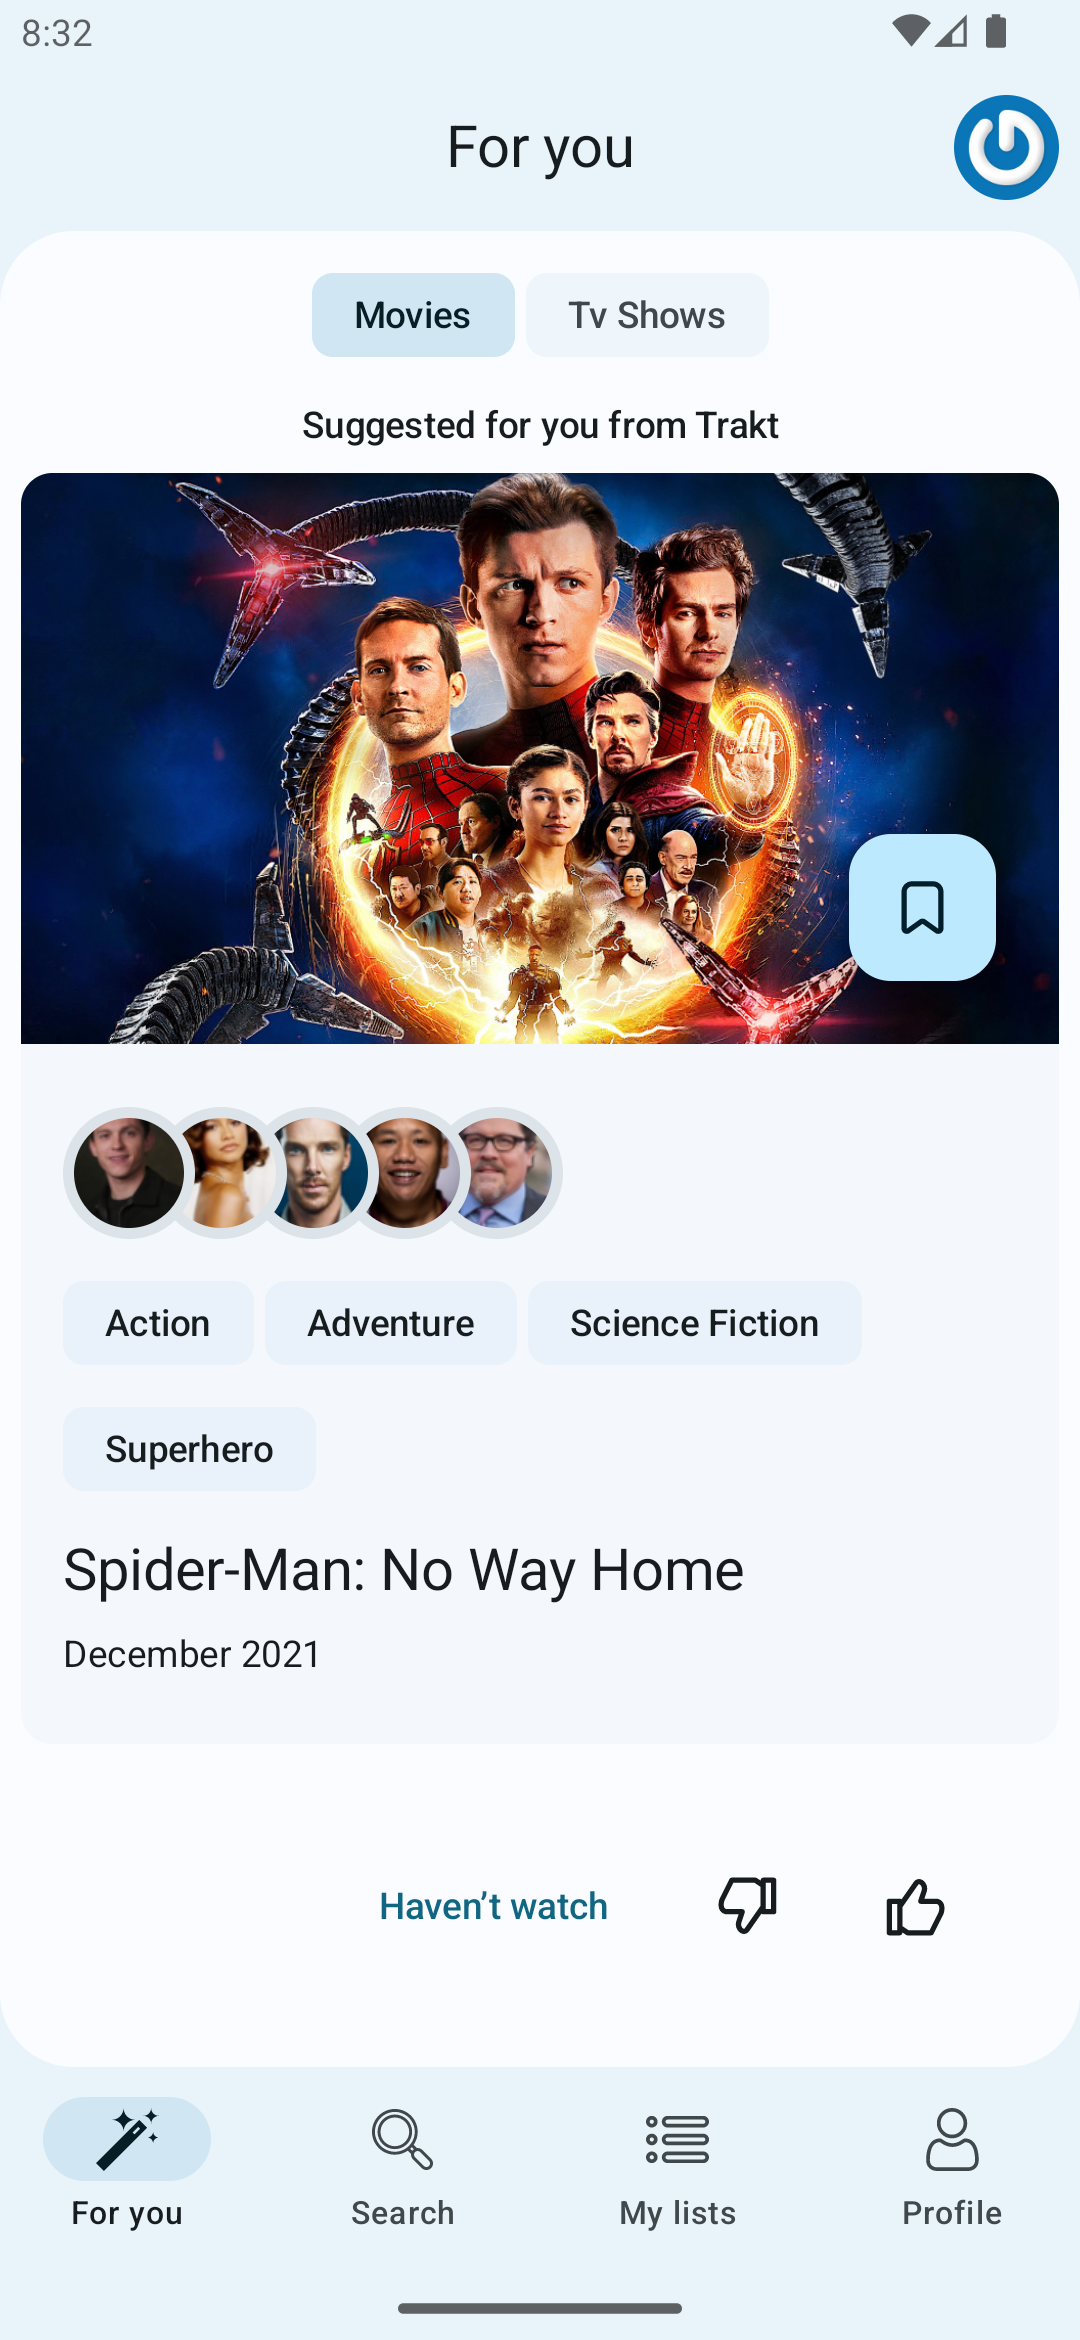 8:32
For you
Movies
Tv Shows
Suggested for you from Trakt
Action
Adventure
Science Fiction
Superhero
Spider-Man: No Way Home
December 2021
Haven’t watch
For you
Search
My lists
Profile